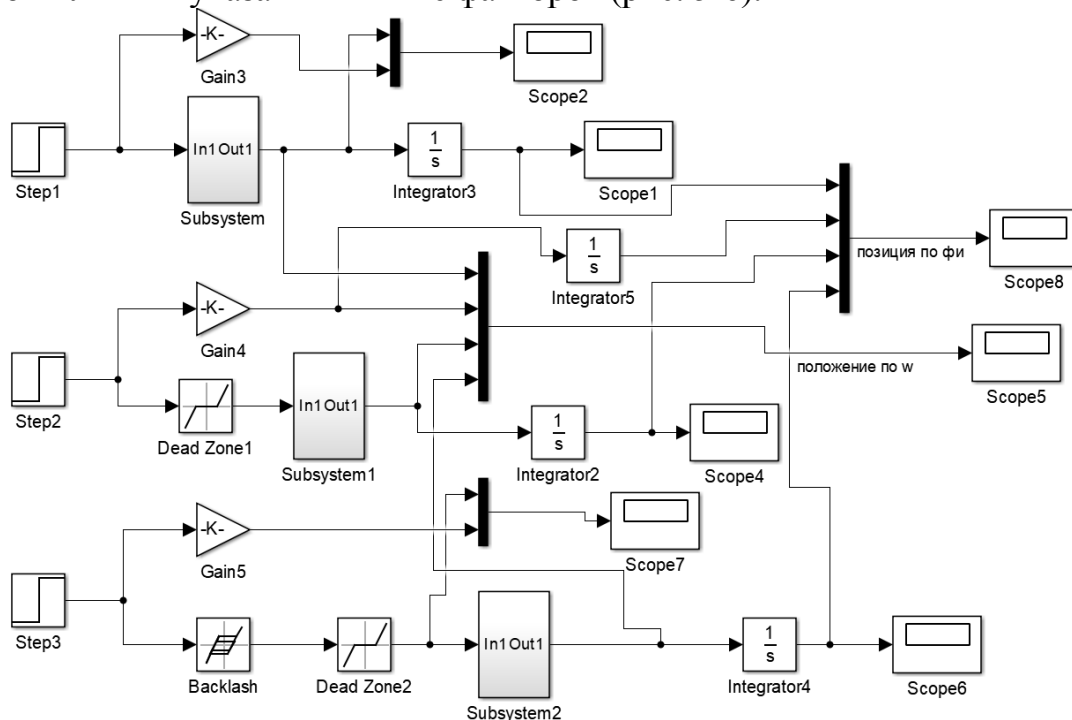 (рис.
-K-
Gain3
Scope2
In1 Out1
1
s
Step1
Subsystem
Integrator3
Scope1
1
s
Integrator5
позиция по фи
Scope8
-K-
Gain4
Step2
Dead Zone1
In1 Out1
Subsystem1
1
s
Integrator2
Scope4
положение по w
Scope5
-K-
Gain5
Scope7
Step3
Backlash
Dead Zone2
In1 Out1
Subsystem2
1
s
Integrator4
Scope6